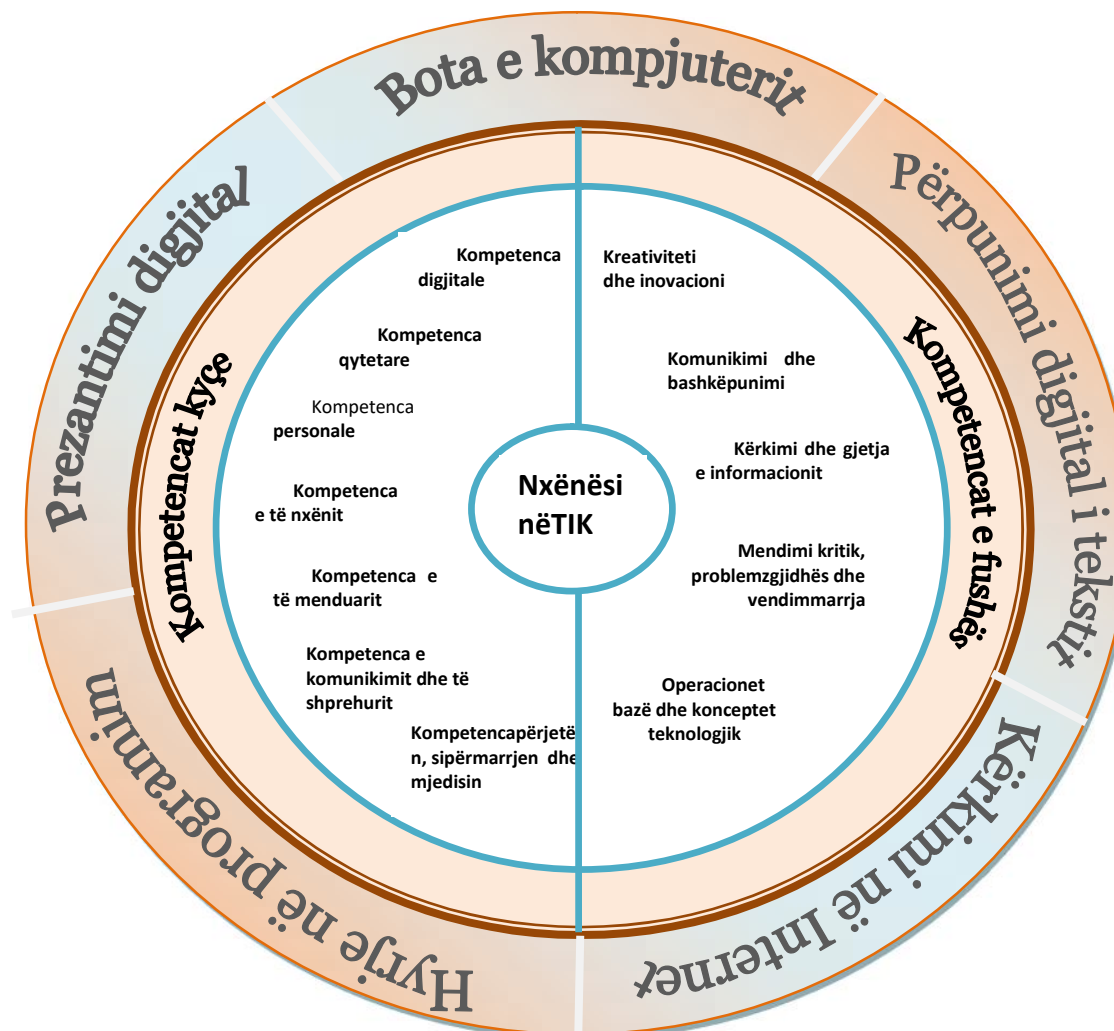 Bota e kompjuterit
Përpunimi digjital i tekstit
Kërkimi në Internet
Hyrje në programim
Prezantimi digjital
Kompetencat kyçe
Kompetencat e fushës
Kompetenca
digjitale
Kompetenca
qytetare
Kompetenca
personale
Kompetenca
e të nxënit
Kompetenca e
të menduarit
Kompetenca e
komunikimit dhe të
shprehurit
Kompetencapërjetë
n, sipërmarrjen dhe
mjedisin
Nxënësi
nëTIK
Kreativiteti
dhe inovacioni
Komunikimi dhe
bashkëpunimi
Kërkimi dhe gjetja
e informacionit
Mendimi kritik,
problemzgjidhës dhe
vendimmarrja
Operacionet
bazë dhe konceptet
teknologjik